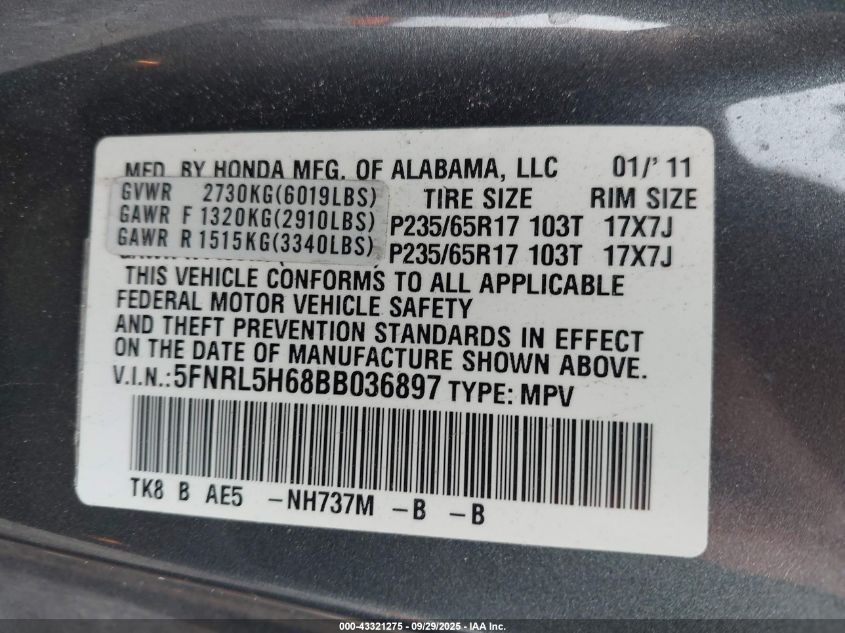 MFD. BY HONDA MFG. OF ALABAMA, LLC 01/' 11
GVWR 2730KG(6019LBS) TIRE SIZE RIM SIZE
GAWR F 1320KG(2910LBS) P235/65R17 103T 17X7J
GAWR R 1515KG(3340LBS) P235/65R17 103T 17X7J
THIS VEHICLE CONFORMS TO ALL APPLICABLE
FEDERAL MOTOR VEHICLE SAFETY
AND THEFT PREVENTION STANDARDS IN EFFECT
ON THE DATE OF MANUFACTURE SHOWN ABOVE.
V.I.N.: 5FNRL5H68BB036897 TYPE: MPV
TK8 B AE5 -NH737M -B -B
000-43321275 - 09/29/2025 - IAA Inc.